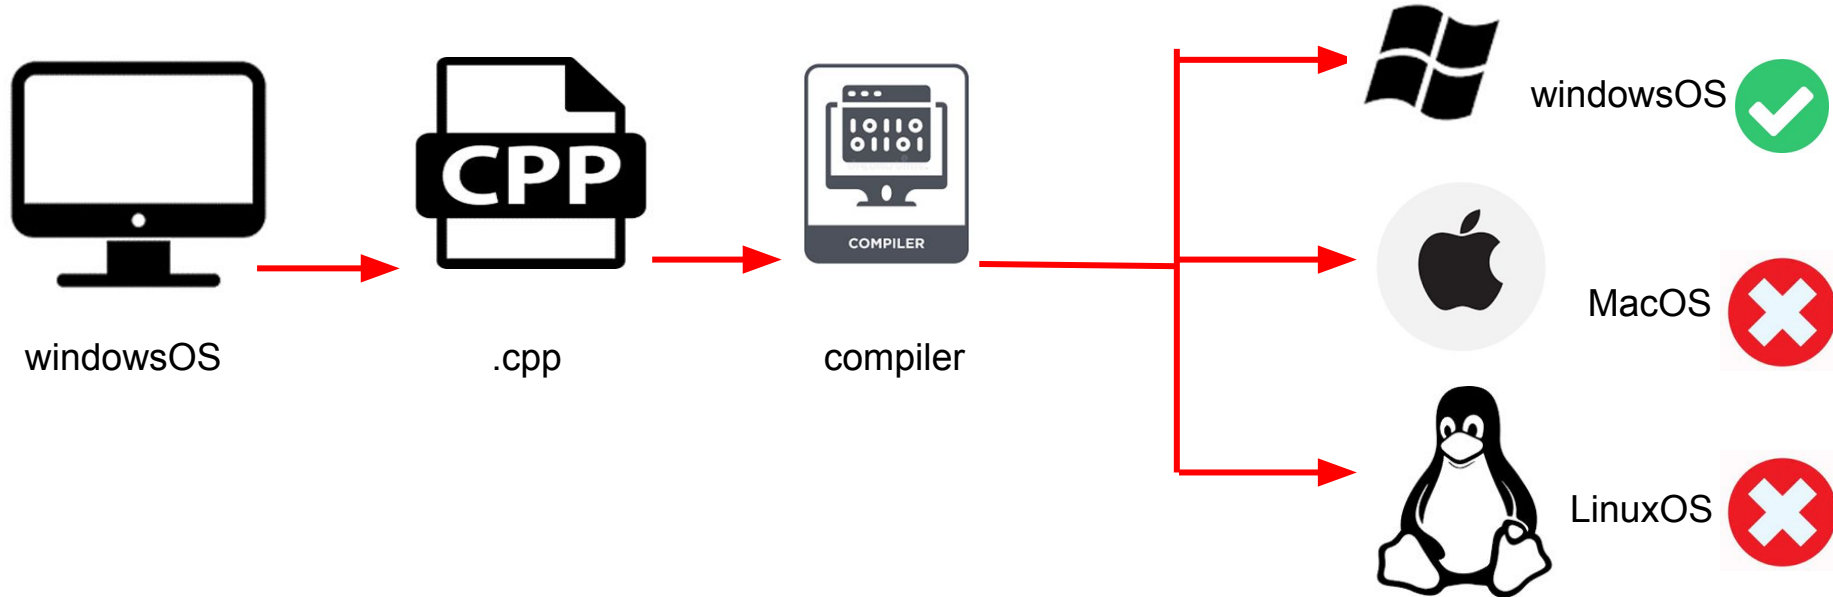 windowsOS
CPP
.cpp
10110
01101
COMPILER
compiler
windowsOS
MacOS
LinuxOS